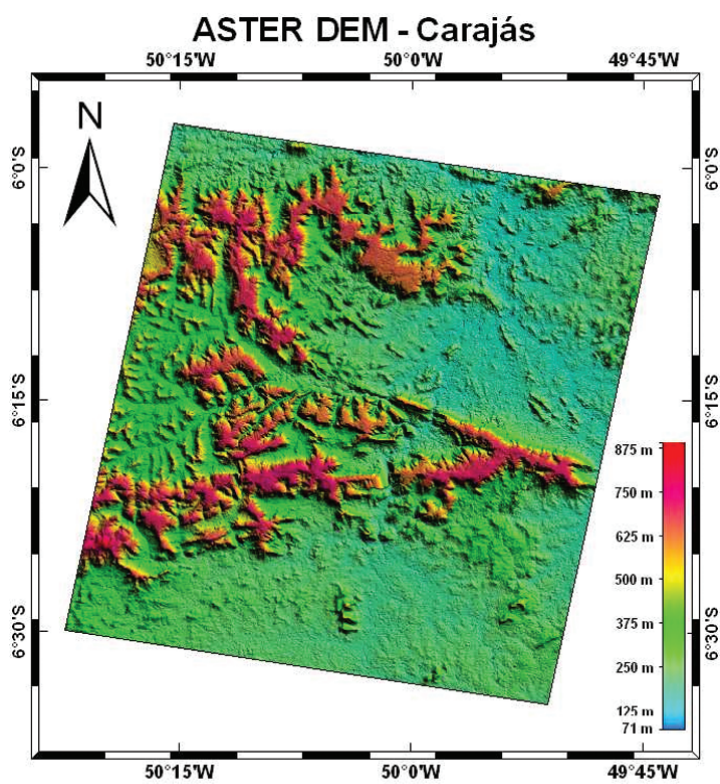 ASTER DEM - Carajás
50°15'W 50°0'W 49°45'W
N
6°0'S 6°0'S
6°15'S 6°15'S
875 m
750 m
625 m
500 m
375 m
6°30'S 6°30'S
250 m
125 m
71 m
50°15'W 50°0'W 49°45'W